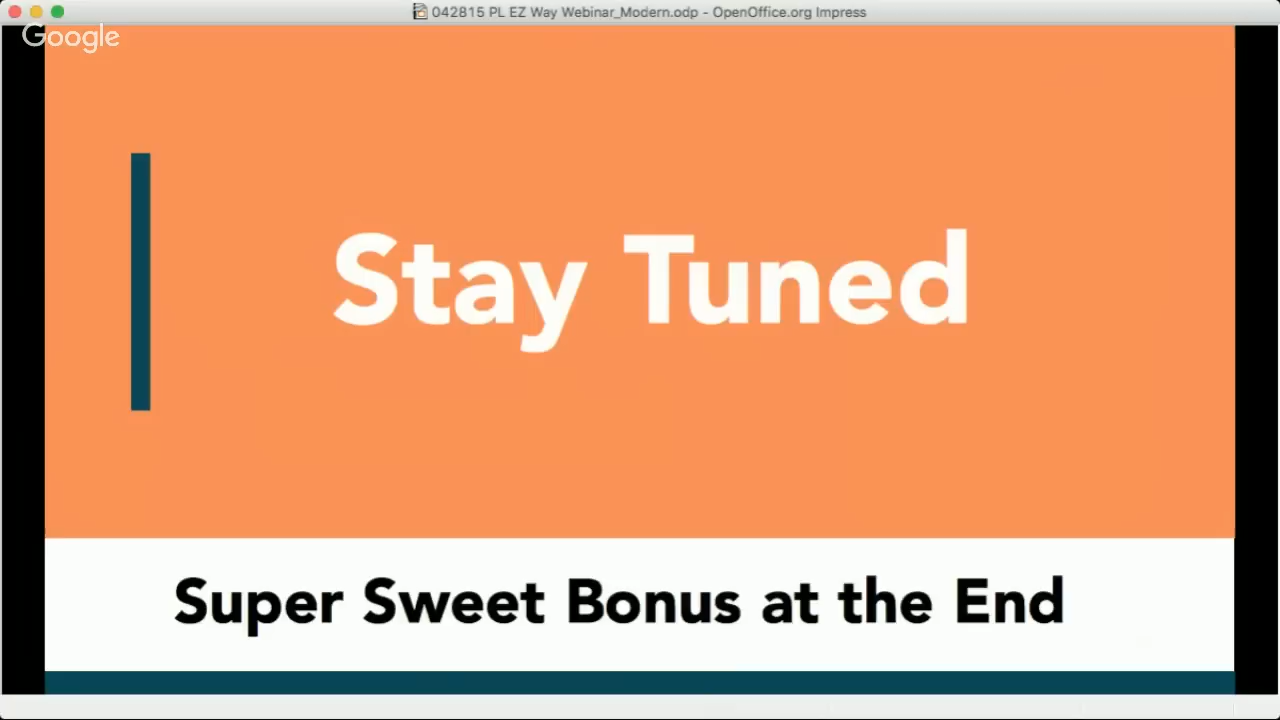 042815 PL EZ Way Webinar_Modern.odp - OpenOffice.org Impress
Google
Stay Tuned
Super Sweet Bonus at the End